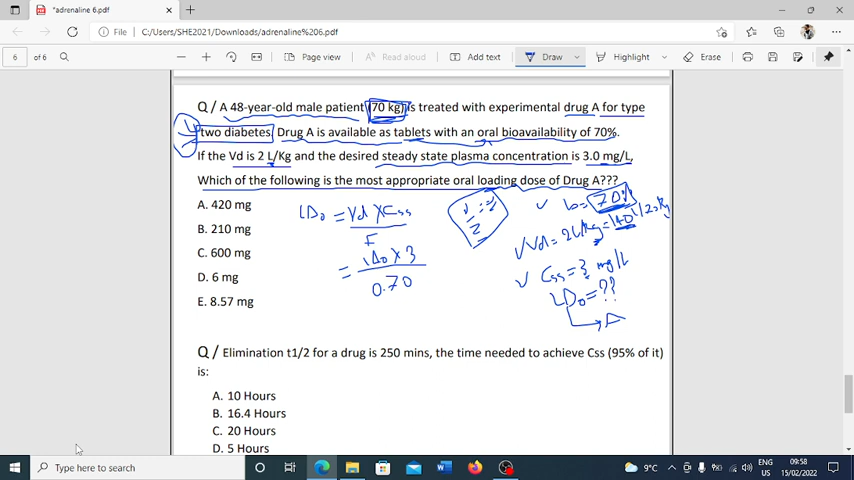 *adrenaline 6.pdf
C:/Users/SHE2021/Downloads/adrenaline%206.pdf
6 of 6 Page view Read aloud Add text Draw Highlight Erase
Q / A 48-year-old male patient (70 kg) is treated with experimental drug A for type
two diabetes. Drug A is available as tablets with an oral bioavailability of 70%.
If the Vd is 2 L/Kg and the desired steady state plasma concentration is 3.0 mg/L,
Which of the following is the most appropriate oral loading dose of Drug A???
A. 420 mg
B. 210 mg
C. 600 mg
D. 6 mg
E. 8.57 mg
LDo = Vd X Css
F
= 140 X 3
0.70
Vd = 2L/kg = 140
Css = 3 mg/L
LDo = ??
Q / Elimination t1/2 for a drug is 250 mins, the time needed to achieve Css (95% of it)
is:
A. 10 Hours
B. 16.4 Hours
C. 20 Hours
D. 5 Hours
Type here to search
9°C
ENG
US
09:58
15/02/2022